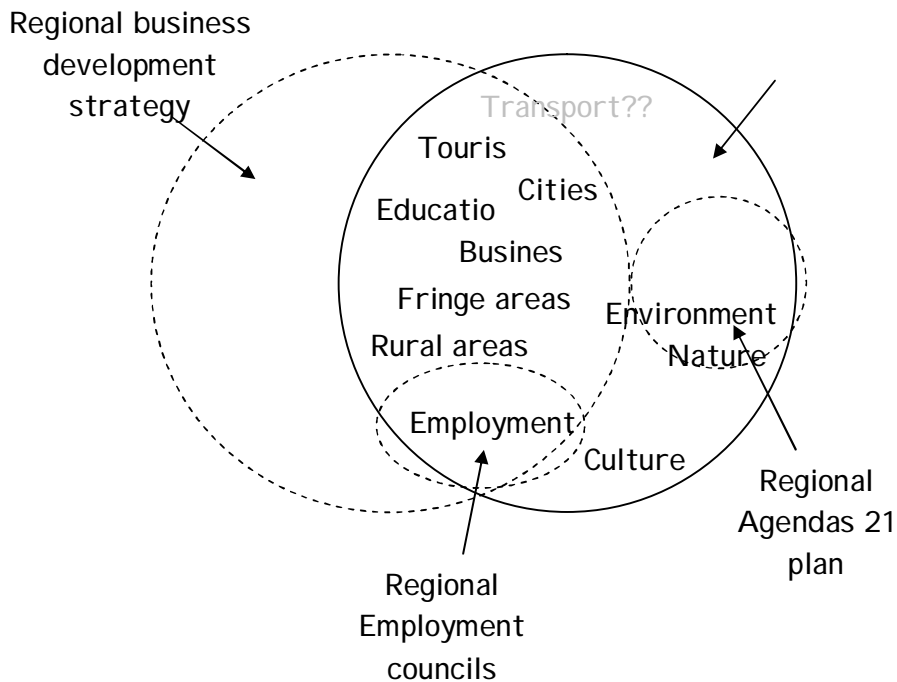 Regional business
development
strategy
Transport??
Touris
Cities
Educatio
Busines
Fringe areas
Rural areas
Environment
Nature
Employment
Culture
Regional
Agendas 21
plan
Regional
Employment
councils